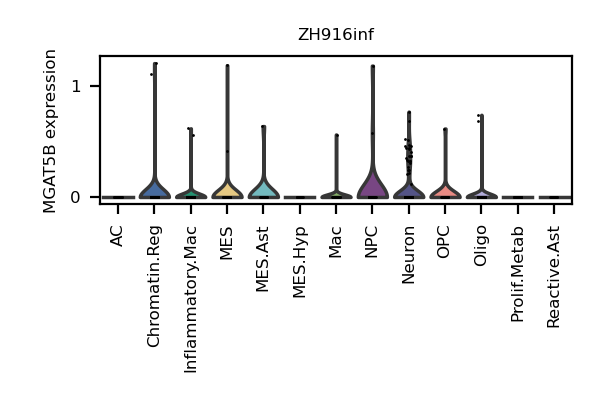 ZH916inf
MGAT5B expression
1
0
AC
Chromatin.Reg
Inflammatory.Mac
MES
MES.Ast
MES.Hyp
Mac
NPC
Neuron
OPC
Oligo
Prolif.Metab
Reactive.Ast